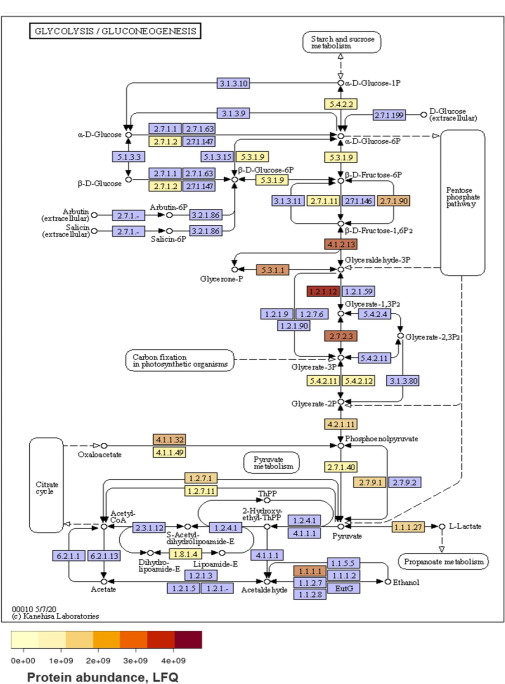 GLYCOLYSIS / GLUCONEOGENESIS
Starch and sucrose
metabolism
3.1.3.10
α-D-Glucose-1P
5.4.2.2
3.1.3.9
2.7.1.199
D-Glucose
(extracellular)
α-D-Glucose
2.7.1.1
2.7.1.63
2.7.1.2
2.7.1.147
α-D-Glucose-6P
5.1.3.3
5.1.3.15
5.3.1.9
5.3.1.9
β-D-Glucose-6P
2.7.1.1
2.7.1.63
2.7.1.2
2.7.1.147
5.3.1.9
β-D-Fructose-6P
β-D-Glucose
Pentose
phosphate
pathway
3.1.3.11
2.7.1.11
2.7.1.146
2.7.1.90
Arbutin
(extracellular)
Arbutin-6P
2.7.1.-
3.2.1.86
Salicin
(extracellular)
2.7.1.-
Salicin-6P
3.2.1.86
β-D-Fructose-1,6P2
4.1.2.13
Glyceraldehyde-3P
5.3.1.1
Glycerone-P
1.2.1.12
1.2.1.59
Glycerate-1,3P2
1.2.1.9
1.2.7.6
5.4.2.4
1.2.1.90
2.7.2.3
Glycerate-2,3P2
Carbon fixation
in photosynthetic organisms
5.4.2.11
Glycerate-3P
5.4.2.11
5.4.2.12
3.1.3.80
Glycerate-2P
4.2.1.11
4.1.1.32
Phosphoenolpyruvate
Oxaloacetate
4.1.1.49
Pyruvate
metabolism
2.7.1.40
Citrate
cycle
1.2.7.1
2.7.9.1
2.7.9.2
1.2.7.11
ThPP
Acetyl-
CoA
2-Hydroxy-
ethyl-ThPP
2.3.1.12
S-Acetyl-
dihydrolipoamide-E
1.2.4.1
1.2.4.1
4.1.1.1
Pyruvate
1.1.1.27
L-Lactate
6.2.1.1
6.2.1.13
1.8.1.4
4.1.1.1
Dihydro-
lipoamide-E
Lipoamide-E
Propanoate metabolism
1.2.1.3
1.1.5.5
1.1.1.1
1.1.1.2
1.2.1.5
1.2.1.-
1.1.2.7
EutG
1.1.2.8
Acetate
Acetaldehyde
Ethanol
00010 5/7/20
(c) Kanehisa Laboratories
0e+00 1e+09 2e+09 3e+09 4e+09
Protein abundance, LFQ